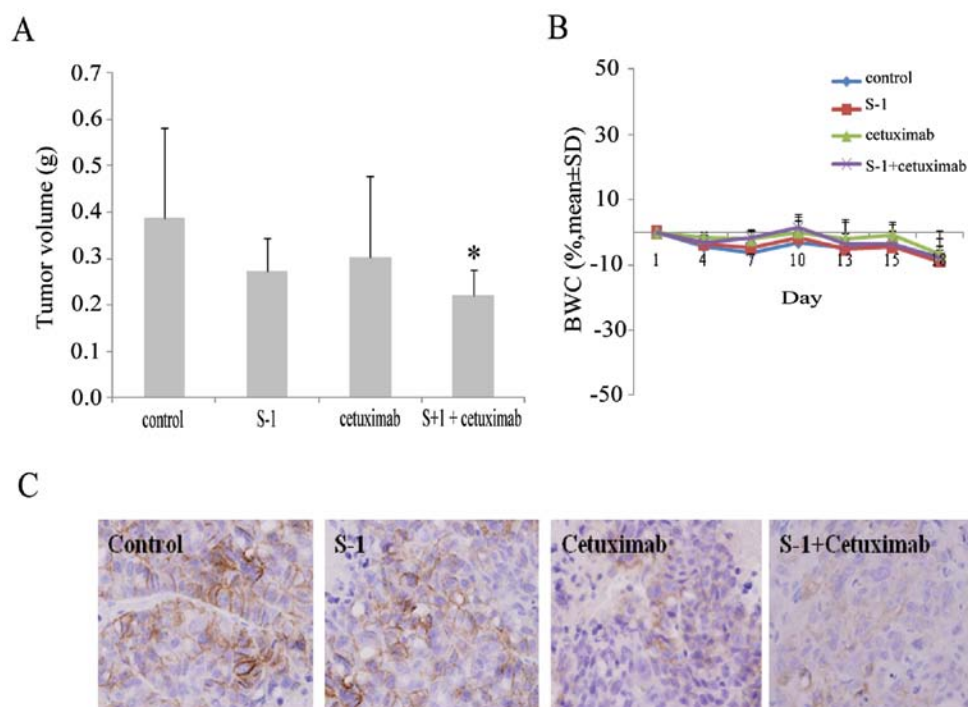 A
Tumor volume (g)
0.7
0.6
0.5
0.4
0.3
0.2
0.1
0.0
*
control
S-1
cetuximab
S+1 + cetuximab
B
BWC (%,mean±SD)
50
30
10
-10
-30
-50
control
S-1
cetuximab
S-1+cetuximab
1
4
7
10
13
15
18
Day
C
Control
S-1
Cetuximab
S-1+Cetuximab